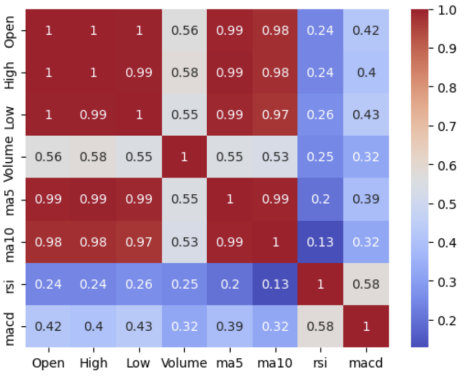 Open 1 1 1 0.56 0.99 0.98 0.24 0.42
High 1 1 0.99 0.58 0.99 0.98 0.24 0.4
Low 1 0.99 1 0.55 0.99 0.97 0.26 0.43
Volume 0.56 0.58 0.55 1 0.55 0.53 0.25 0.32
ma5 0.99 0.99 0.99 0.55 1 0.99 0.2 0.39
ma10 0.98 0.98 0.97 0.53 0.99 1 0.13 0.32
rsi 0.24 0.24 0.26 0.25 0.2 0.13 1 0.58
macd 0.42 0.4 0.43 0.32 0.39 0.32 0.58 1
Open High Low Volume ma5 ma10 rsi macd
1.0
0.9
0.8
0.7
0.6
0.5
0.4
0.3
0.2